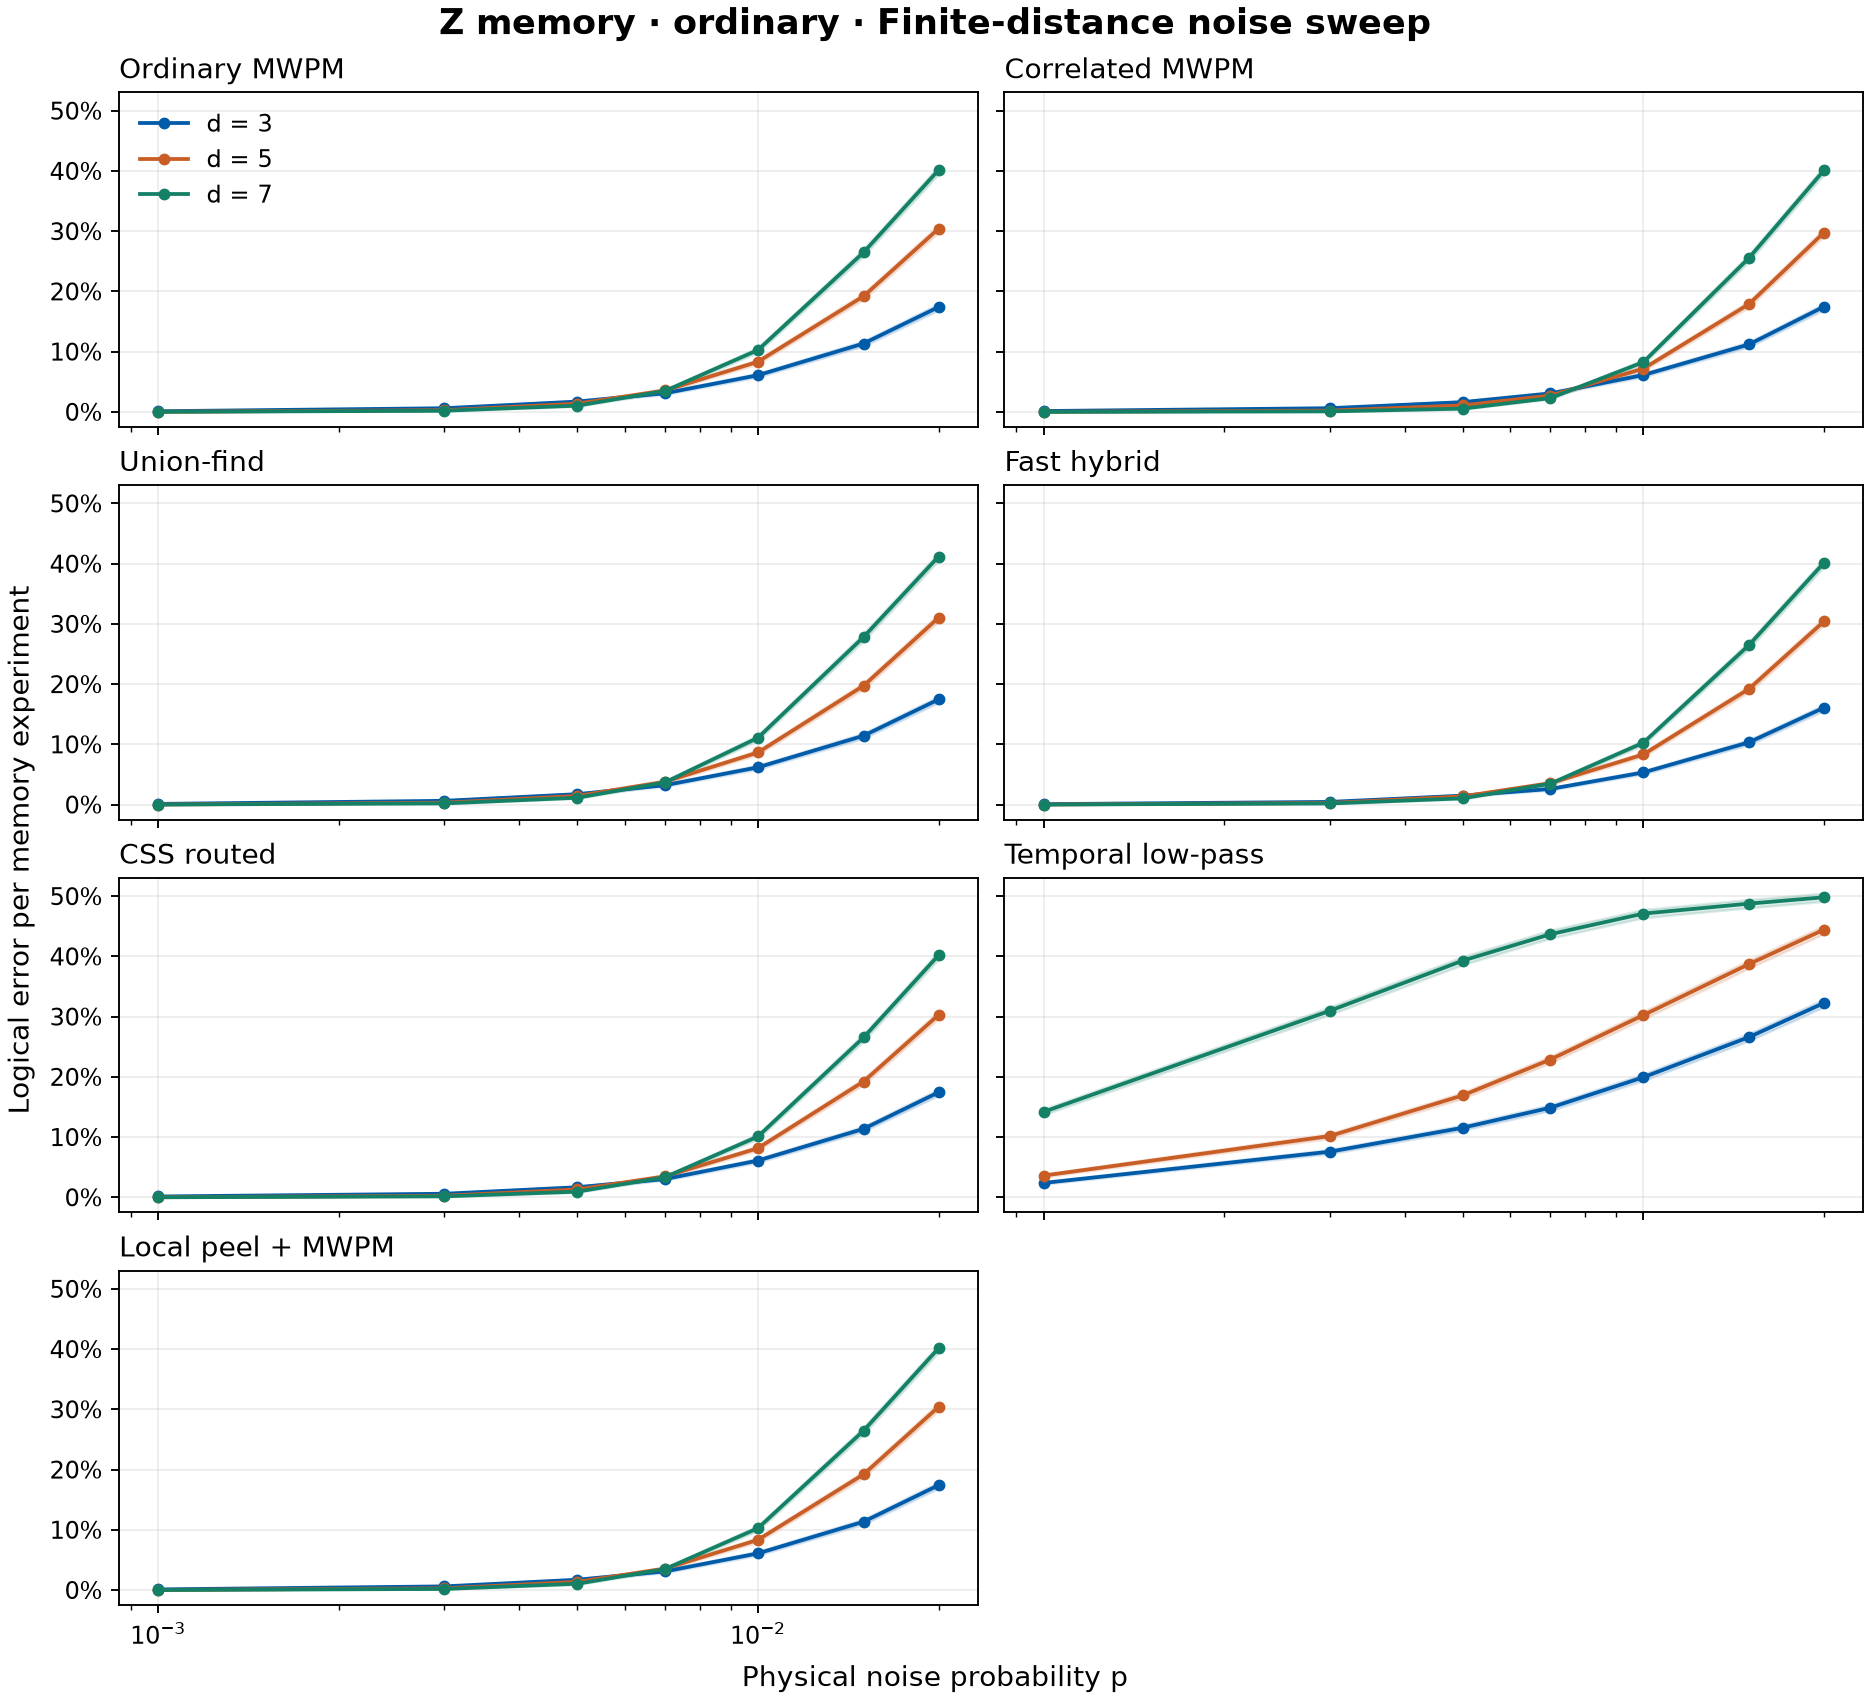 Z memory · ordinary · Finite-distance noise sweep
Ordinary MWPM
50%
40%
30%
20%
10%
0%
d = 3
d = 5
d = 7
Correlated MWPM
Union-find
50%
40%
30%
20%
10%
0%
Fast hybrid
Logical error per memory experiment
CSS routed
50%
40%
30%
20%
10%
0%
Temporal low-pass
Local peel + MWPM
50%
40%
30%
20%
10%
0%
10⁻³
10⁻²
Physical noise probability p